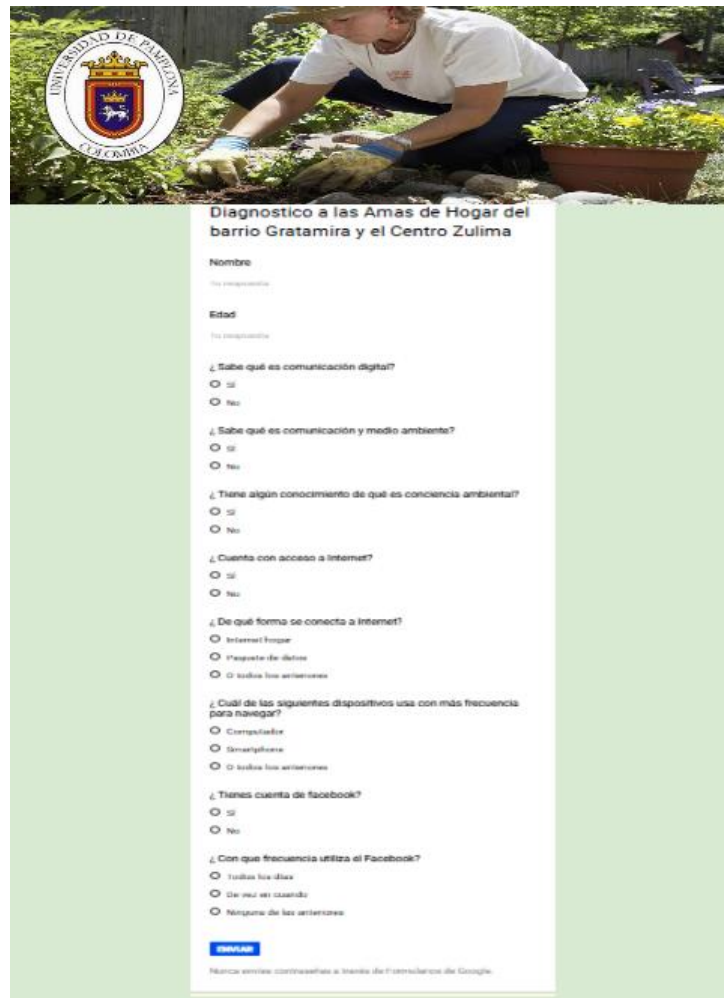 UNIVERSIDAD DE PAMPLONA
COLOMBIA
Diagnostico a las Amas de Hogar del
barrio Gratamira y el Centro Zulima
Nombre
Tu respuesta
Edad
Tu respuesta
¿ Sabe qué es comunicación digital?
Sí
No
¿ Sabe qué es comunicación y medio ambiente?
Sí
No
¿ Tiene algún conocimiento de qué es conciencia ambiental?
Sí
No
¿ Cuenta con acceso a Internet?
Sí
No
¿ De qué forma se conecta a Internet?
Internet hogar
Paquete de datos
O todos los anteriores
¿ Cuál de las siguientes dispositivos usa con más frecuencia
para navegar?
Computador
Smartphone
O todos los anteriores
¿ Tienes cuenta de facebook?
Sí
No
¿ Con que frecuencia utiliza el Facebook?
Todos los días
De vez en cuando
Ninguna de las anteriores
ENVIAR
Nunca envíes contraseñas a través de Formularios de Google.